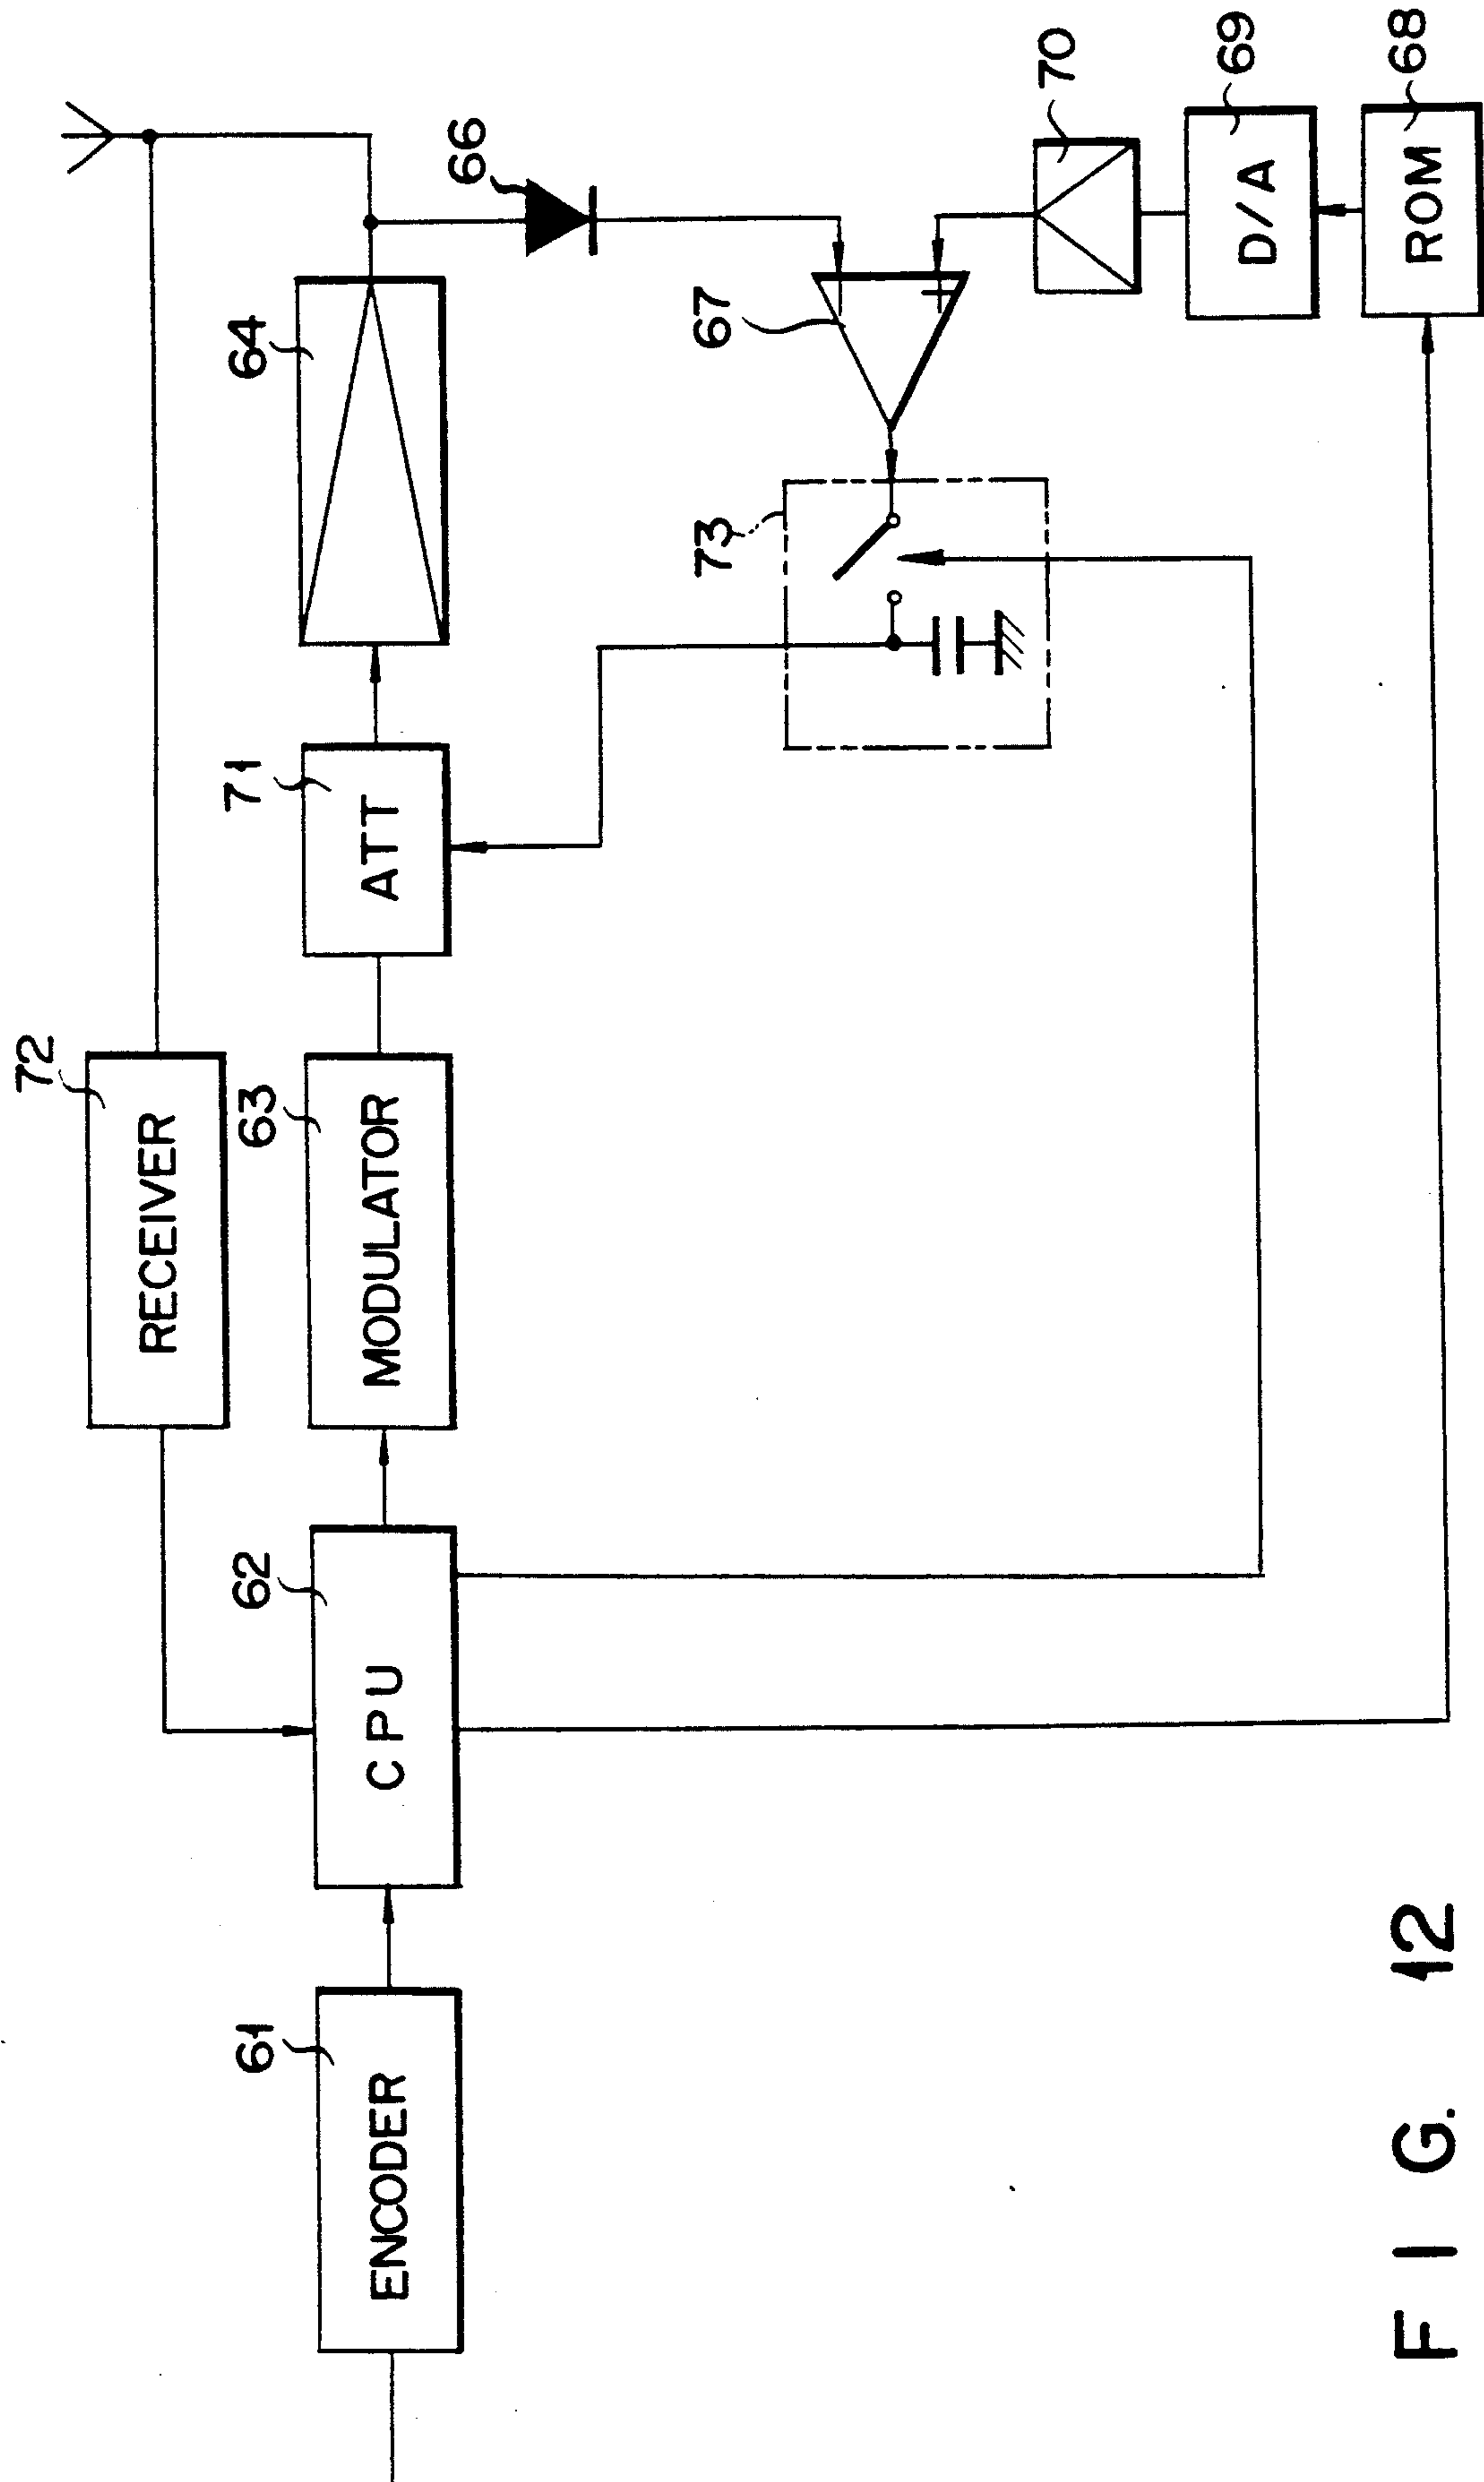 72
RECEIVER
61
ENCODER
62
CPU
63
MODULATOR
71
ATT
64
66
73
67
70
69
D/A
68
ROM
FIG. 12